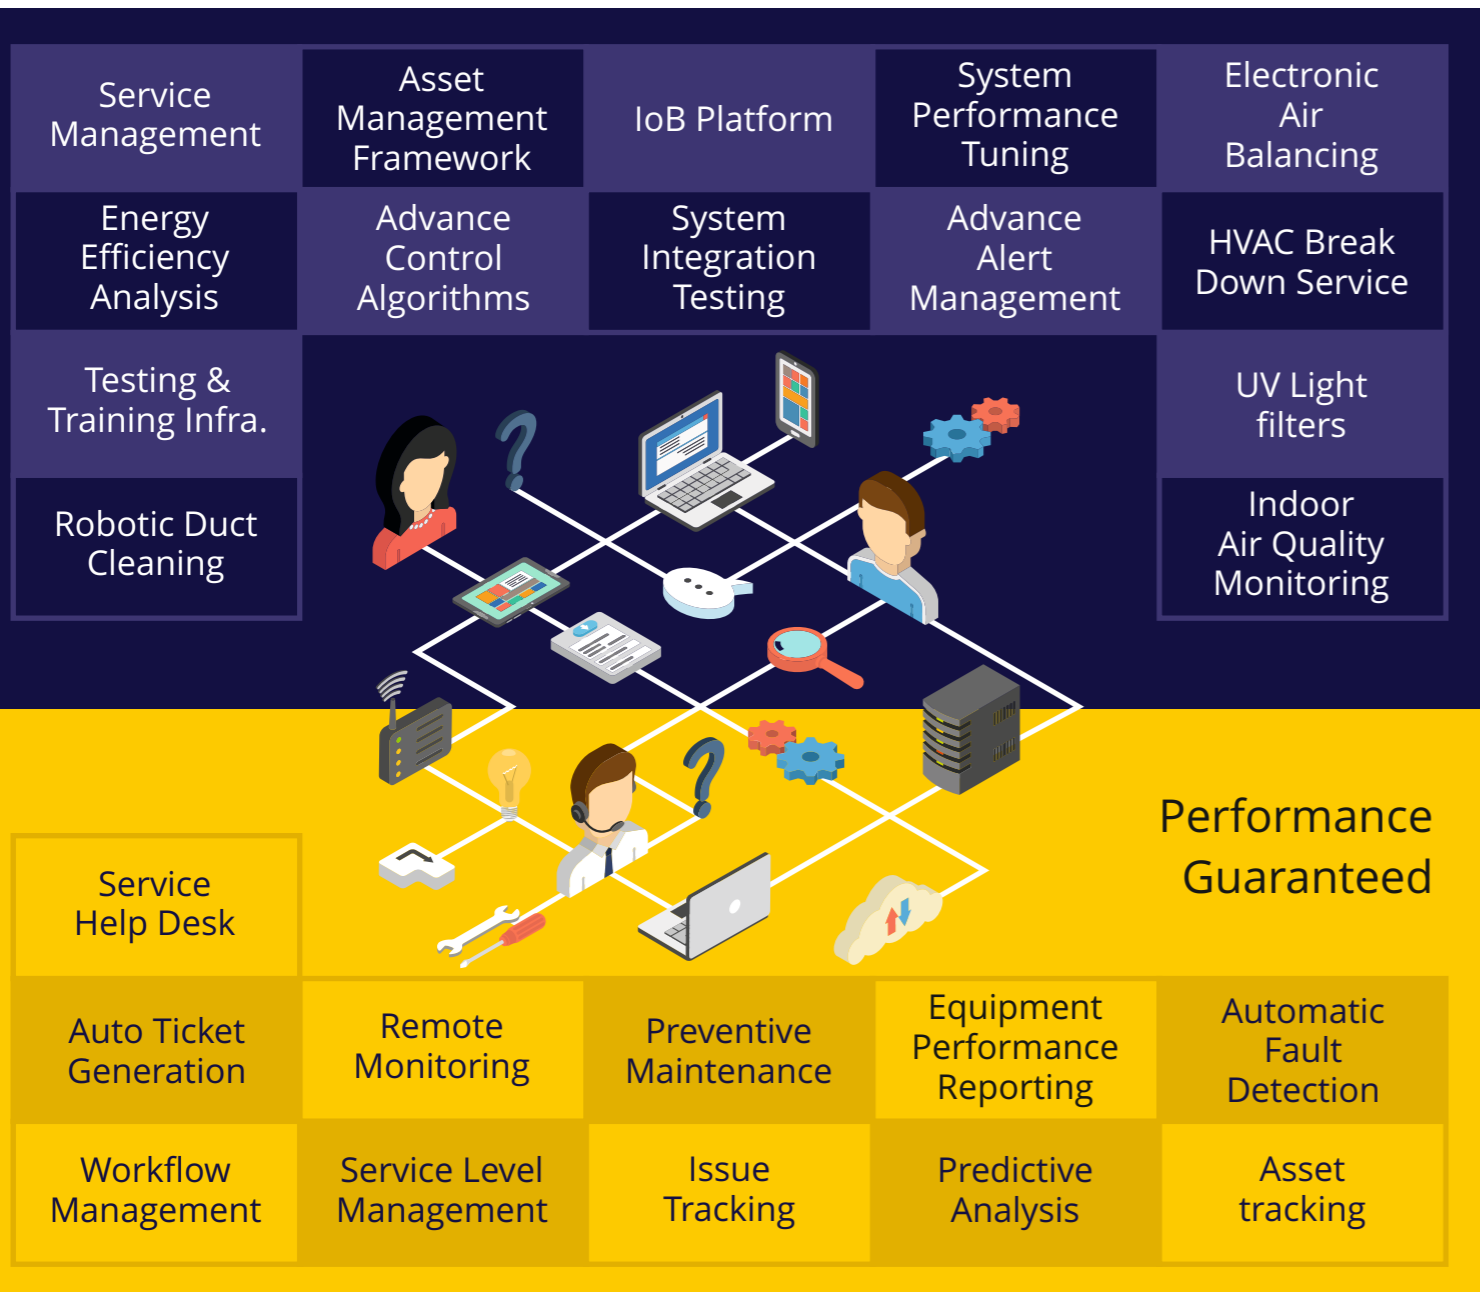 Service
Management
Asset
Management
Framework
IoB Platform
System
Performance
Tuning
Electronic
Air
Balancing
Energy
Efficiency
Analysis
Advance
Control
Algorithms
System
Integration
Testing
Advance
Alert
Management
HVAC Break
Down Service
Testing &
Training Infra.
UV Light
filters
Robotic Duct
Cleaning
Indoor
Air Quality
Monitoring
Performance
Guaranteed
Service
Help Desk
Auto Ticket
Generation
Remote
Monitoring
Preventive
Maintenance
Equipment
Performance
Reporting
Automatic
Fault
Detection
Workflow
Management
Service Level
Management
Issue
Tracking
Predictive
Analysis
Asset
tracking